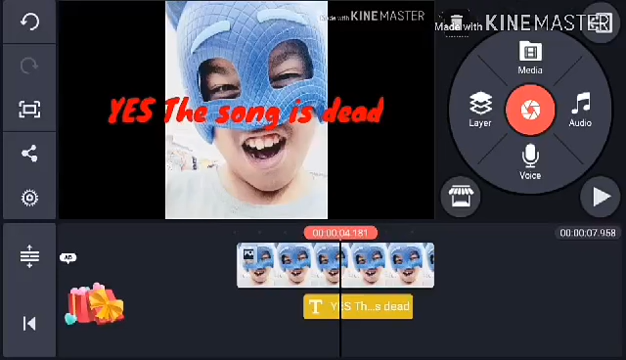 Made with KINEMASTER
Made with KINEMASTER
YES The song is dead
Media
Layer
Audio
Voice
00:00:04.181
00:00:07.958
YES Th...s dead